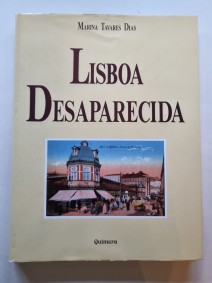 MARINA TAVARES DIAS
LISBOA
DESAPARECIDA
Quimera